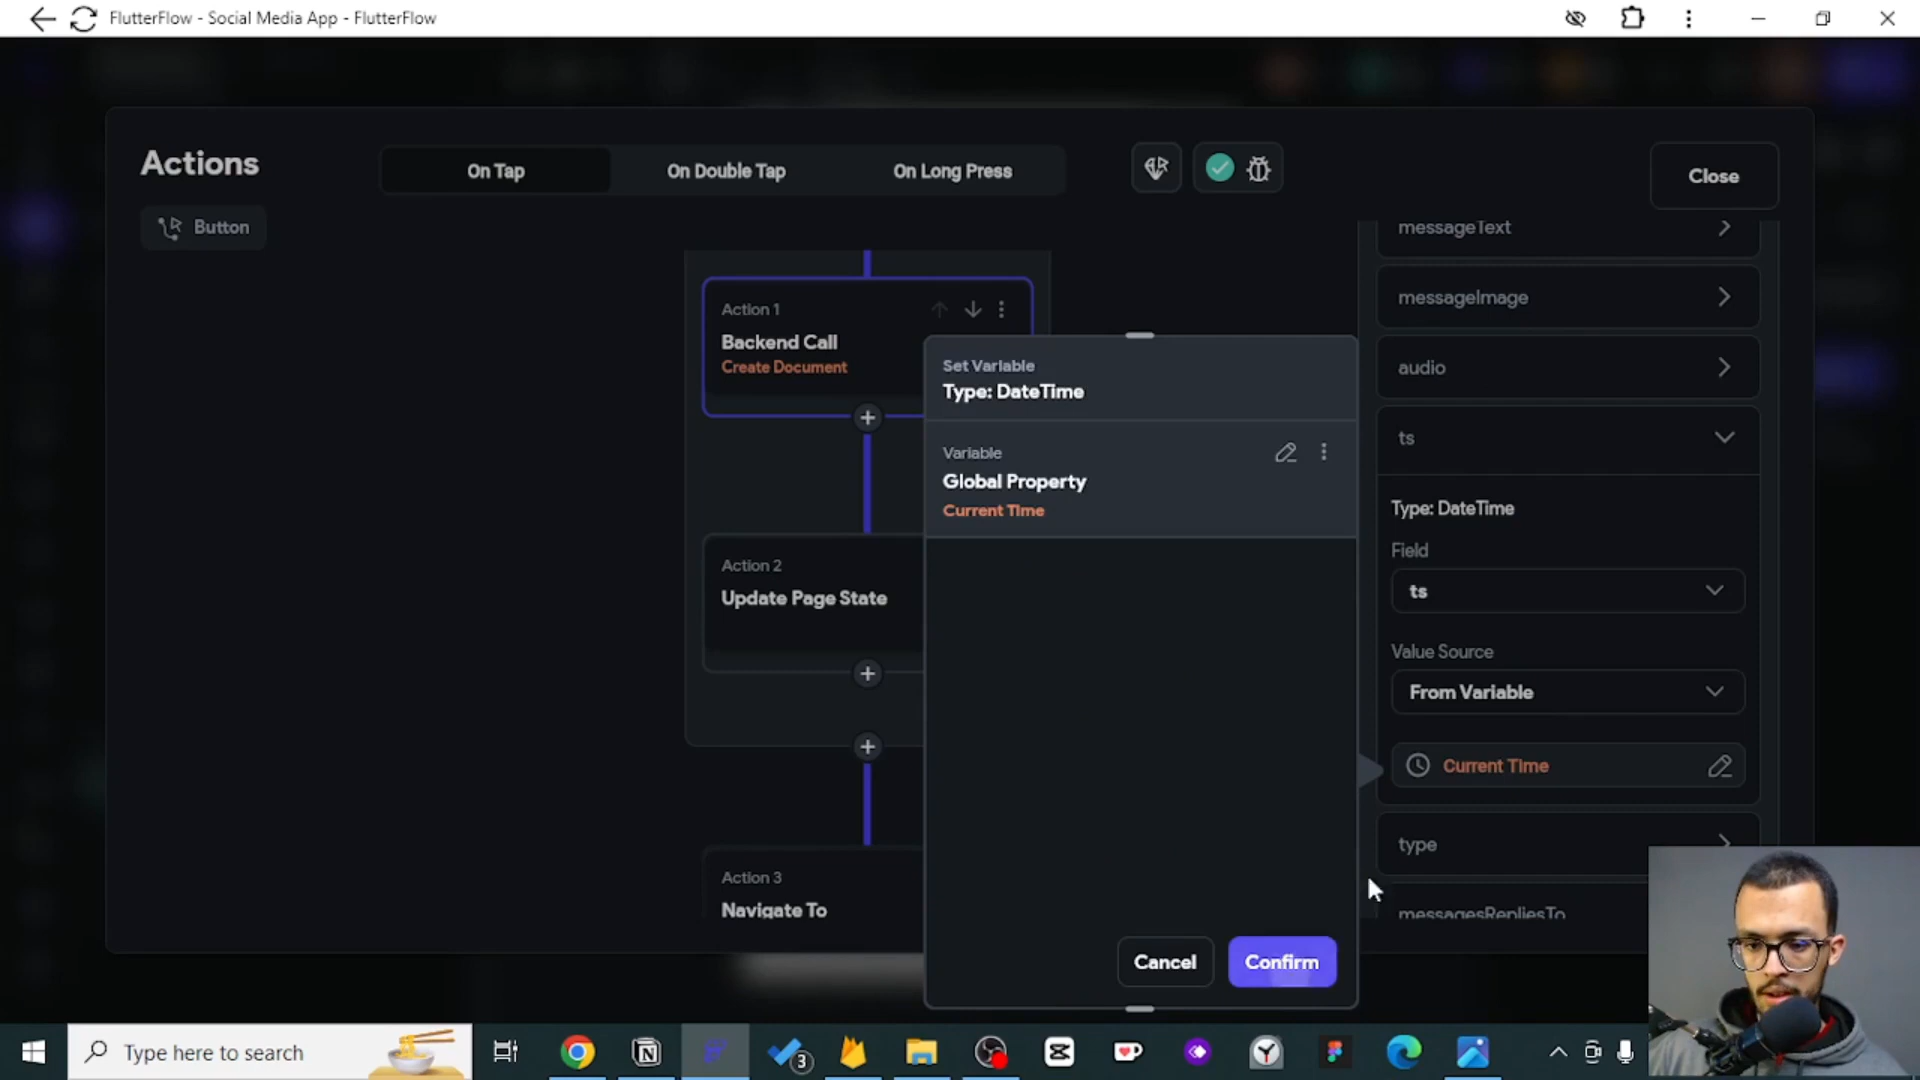 FlutterFlow - Social Media App - FlutterFlow
Actions
On Tap
On Double Tap
On Long Press
Close
Button
Action 1
Backend Call
Create Document
Action 2
Update Page State
Action 3
Navigate To
Set Variable
Type: DateTime
Variable
Global Property
Current Time
Cancel
Confirm
messageText
messageImage
audio
ts
Type: DateTime
Field
ts
Value Source
From Variable
Current Time
type
messagesRepliesTo
Type here to search
3